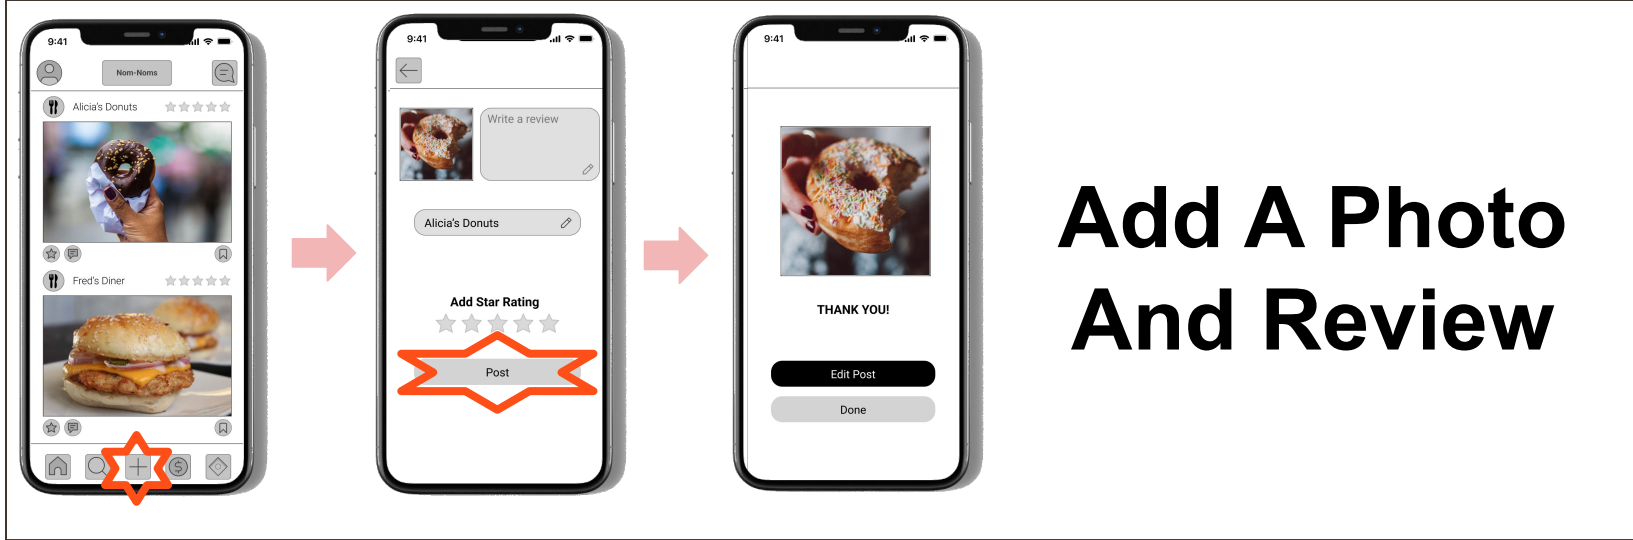 9:41
Nom-Noms
Alicia's Donuts
Fred's Diner
9:41
Write a review
Alicia's Donuts
Add Star Rating
Post
9:41
THANK YOU!
Edit Post
Done
Add A Photo
And Review